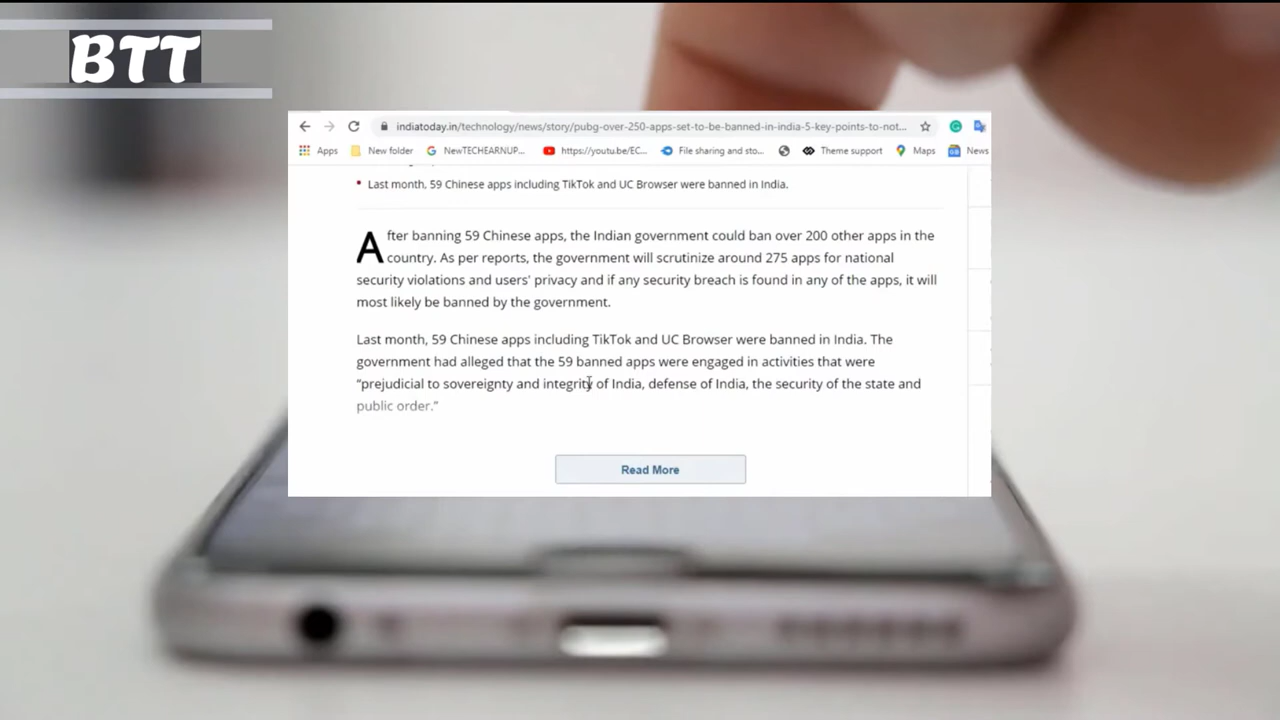 BTT
indiatoday.in/technology/news/story/pubg-over-250-apps-set-to-be-banned-in-india-5-key-points-to-not...
Apps New folder NewTECHEARNUP... https://youtu.be/EC... File sharing and sto... Theme support Maps News
Last month, 59 Chinese apps including TikTok and UC Browser were banned in India.
After banning 59 Chinese apps, the Indian government could ban over 200 other apps in the
country. As per reports, the government will scrutinize around 275 apps for national
security violations and users' privacy and if any security breach is found in any of the apps, it will
most likely be banned by the government.
Last month, 59 Chinese apps including TikTok and UC Browser were banned in India. The
government had alleged that the 59 banned apps were engaged in activities that were
“prejudicial to sovereignty and integrity of India, defense of India, the security of the state and
public order.”
Read More